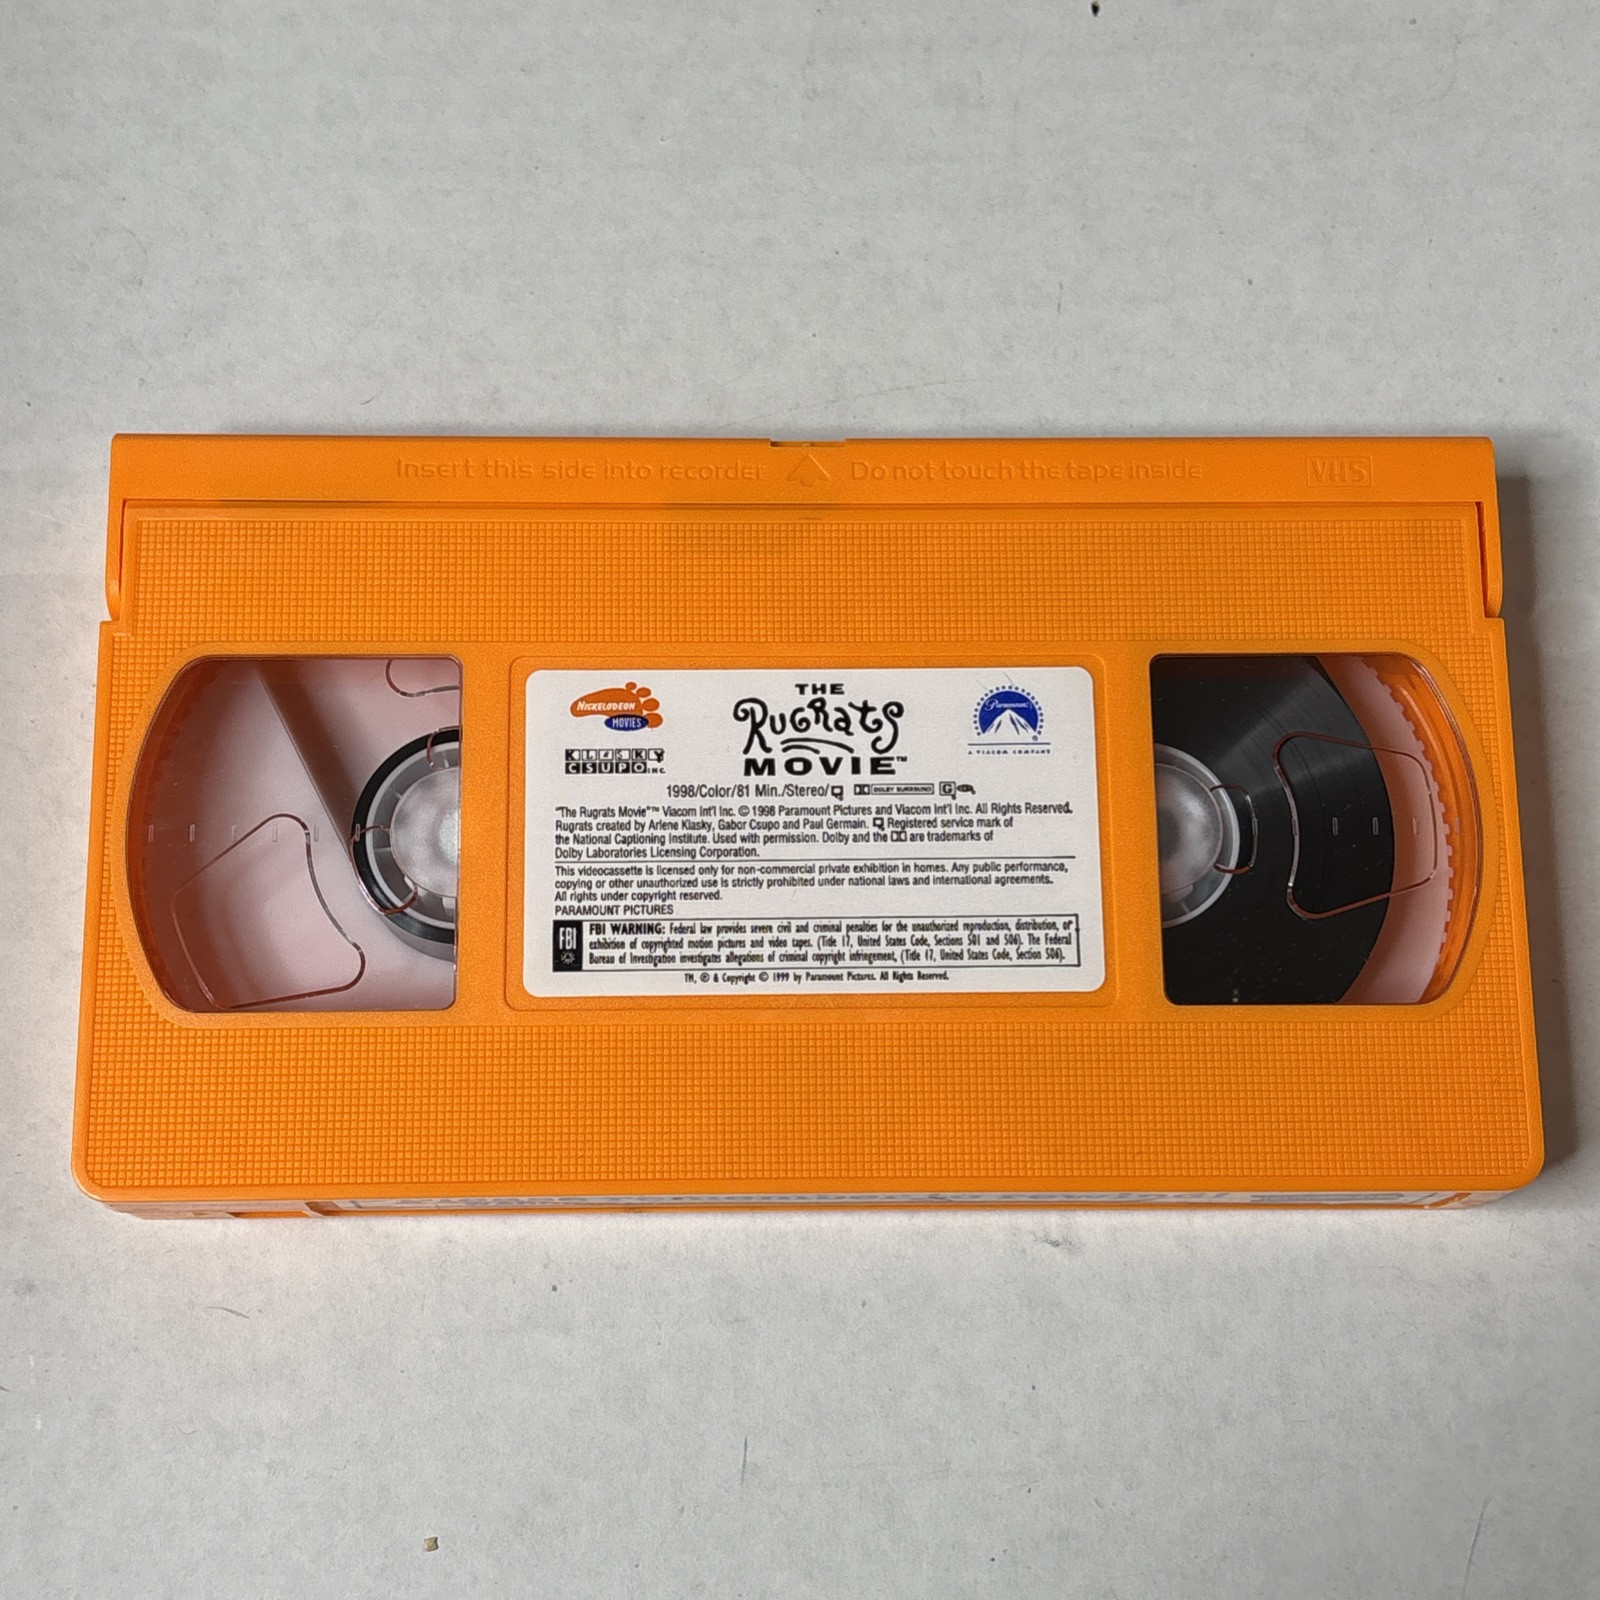 Insert this side into recorder Do not touch the tape inside VHS
NICKELODEON
MOVIES
KLASKY
CSUPO INC.
THE
RUGRATS
MOVIE™
Paramount
®
A VIACOM COMPANY
1998/Color/81 Min./Stereo/ DOLBY SURROUND G
"The Rugrats Movie"™ Viacom Int'l Inc. © 1998 Paramount Pictures and Viacom Int'l Inc. All Rights Reserved.
Rugrats created by Arlene Klasky, Gabor Csupo and Paul Germain. Registered service mark of
the National Captioning Institute. Used with permission. Dolby and the are trademarks of
Dolby Laboratories Licensing Corporation.
This videocassette is licensed only for non-commercial private exhibition in homes. Any public performance,
copying or other unauthorized use is strictly prohibited under national laws and international agreements.
All rights under copyright reserved.
PARAMOUNT PICTURES
FBI
FBI WARNING: Federal law provides severe civil and criminal penalties for the unauthorized reproduction, distribution, or
exhibition of copyrighted motion pictures and video tapes. (Title 17, United States Code, Sections 501 and 506). The Federal
Bureau of Investigation investigates allegations of criminal copyright infringement, (Title 17, United States Code, Section 506).
TM, ® & Copyright © 1999 by Paramount Pictures. All Rights Reserved.
Please remember to rewind!